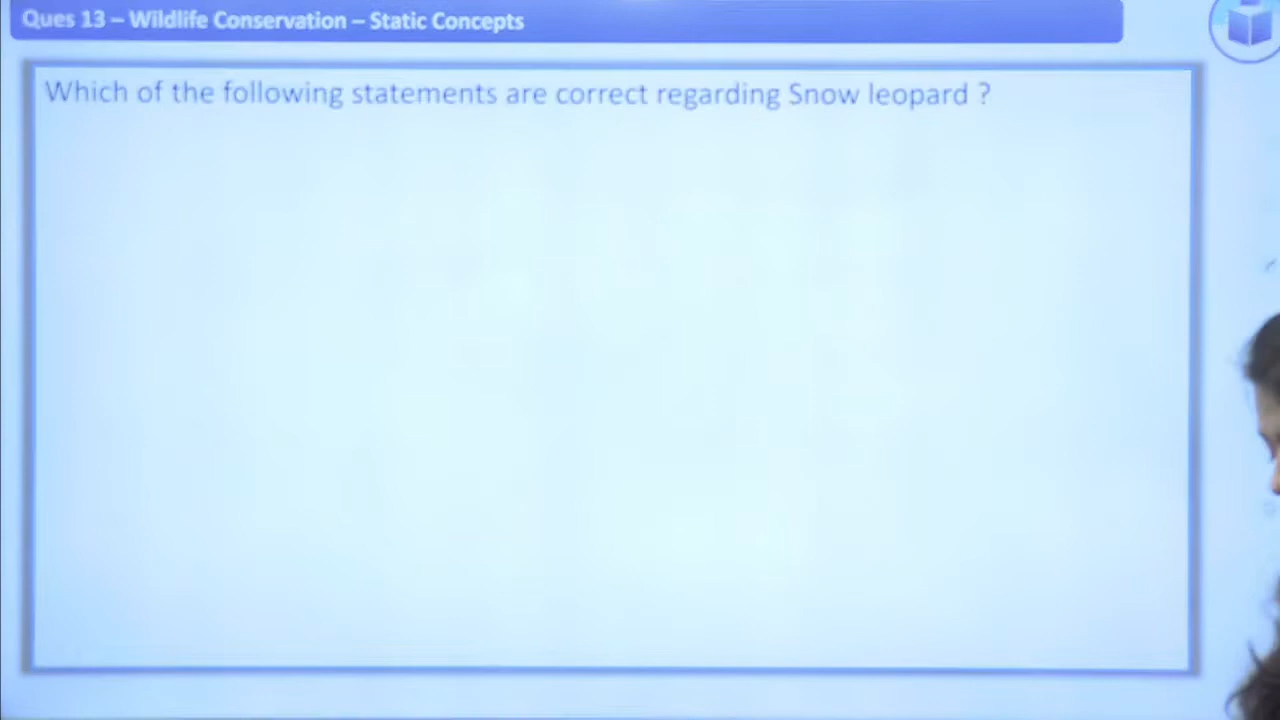 Ques 13 – Wildlife Conservation – Static Concepts
Which of the following statements are correct regarding Snow leopard ?